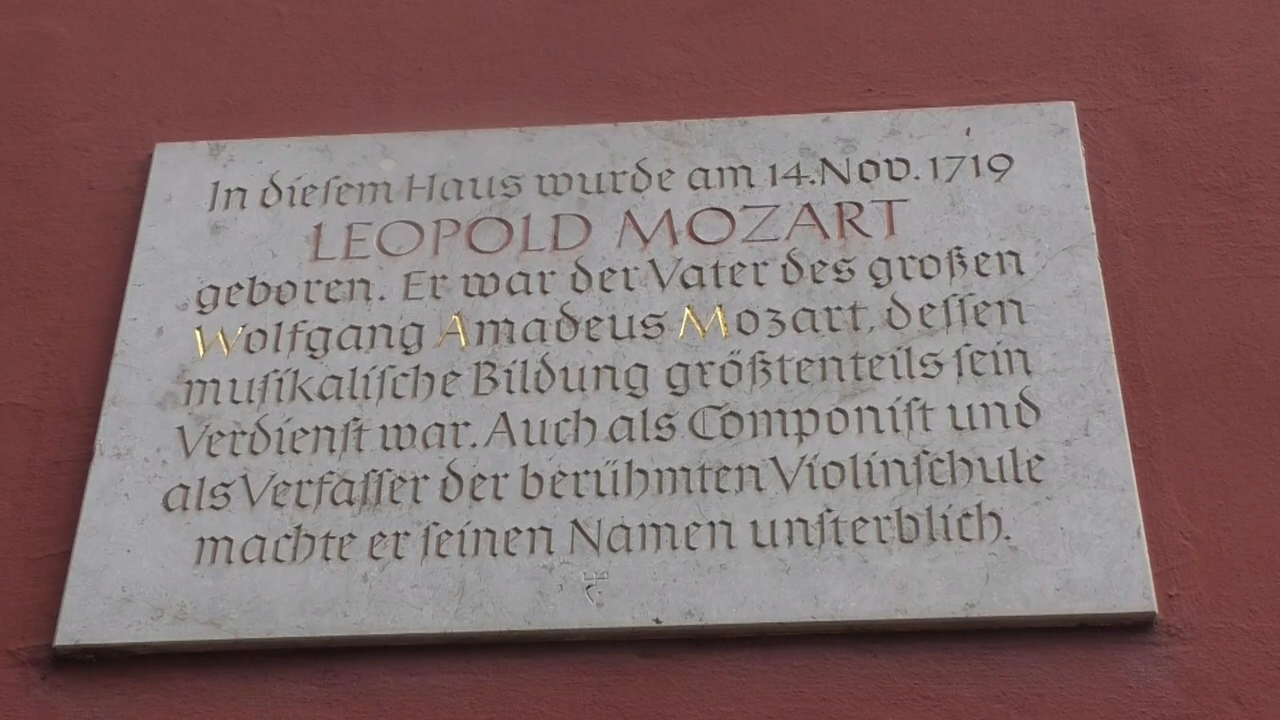 In dieſem Haus wurde am 14.Nov. 1719
LEOPOLD MOZART
geboren. Er war der Vater des großen
Wolfgang Amadeus Mozart, deſſen
muſikaliſche Bildung größtenteils ſein
Verdienſt war. Auch als Componiſt und
als Verfaſſer der berühmten Violinſchule
machte er ſeinen Namen unſterblich.